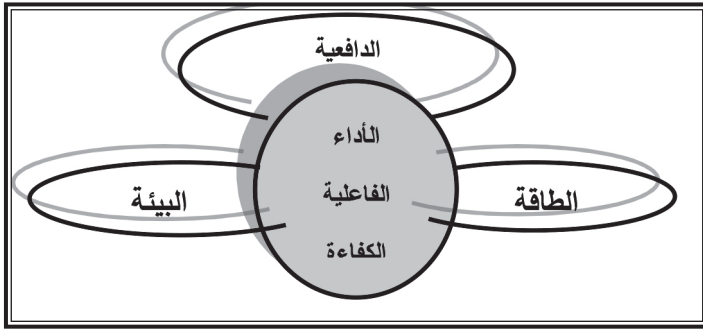 الدافعية
الأداء
الطاقة
الفاعلية
البيئة
الكفاءة